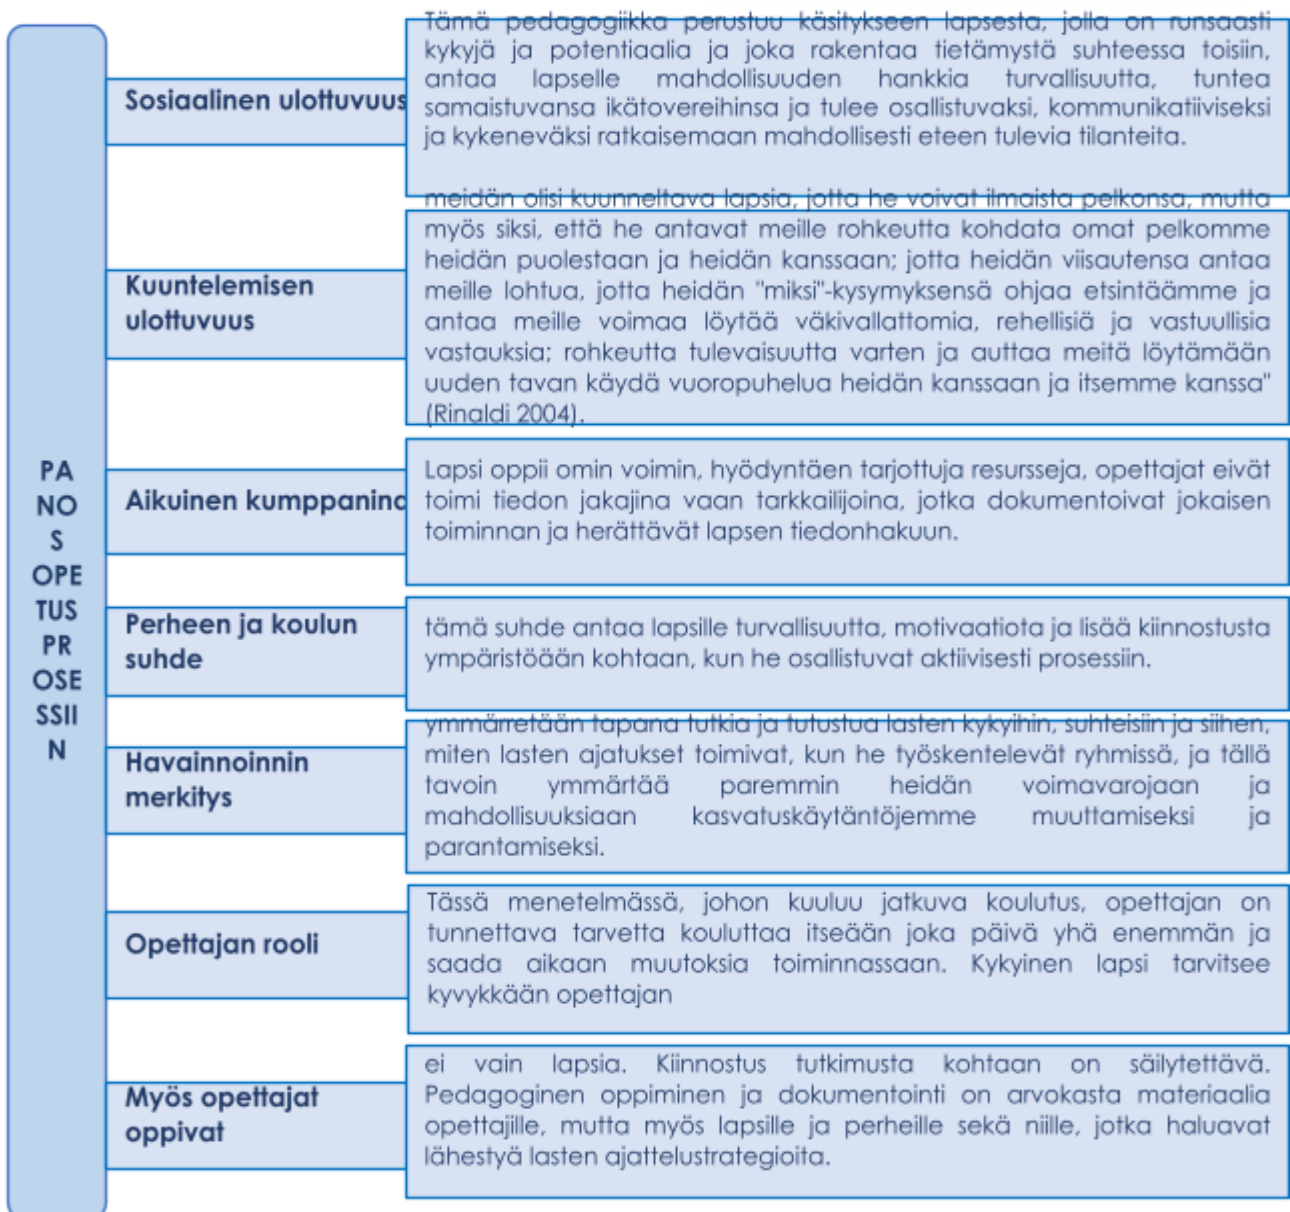 PA
NO
S
OPE
TUS
PR
OSE
SSII
N
Sosiaalinen ulottuvuus
Tämä pedagogiikka perustuu käsitykseen lapsesta, jolla on runsaasti
kykyjä ja potentiaalia ja joka rakentaa tietämystä suhteessa toisiin,
antaa lapselle mahdollisuuden hankkia turvallisuutta, tuntea
samaistuvansa ikätovereihinsa ja tulee osallistuvaksi, kommunikatiiviseksi
ja kykeneväksi ratkaisemaan mahdollisesti eteen tulevia tilanteita.
Kuuntelemisen
ulottuvuus
meidän olisi kuunneltava lapsia, jotta he voivat ilmaista pelkonsa, mutta
myös siksi, että he antavat meille rohkeutta kohdata omat pelkomme
heidän puolestaan ja heidän kanssaan; jotta heidän viisautensa antaa
meille lohtua, jotta heidän "miksi"-kysymyksensä ohjaa etsintäämme ja
antaa meille voimaa löytää väkivallattomia, rehellisiä ja vastuullisia
vastauksia; rohkeutta tulevaisuutta varten ja auttaa meitä löytämään
uuden tavan käydä vuoropuhelua heidän kanssaan ja itsemme kanssa"
(Rinaldi 2004).
Aikuinen kumppanina
Lapsi oppii omin voimin, hyödyntäen tarjottuja resursseja, opettajat eivät
toimi tiedon jakajina vaan tarkkailijoina, jotka dokumentoivat jokaisen
toiminnan ja herättävät lapsen tiedonhakuun.
Perheen ja koulun
suhde
tämä suhde antaa lapsille turvallisuutta, motivaatiota ja lisää kiinnostusta
ympäristöään kohtaan, kun he osallistuvat aktiivisesti prosessiin.
Havainnoinnin
merkitys
ymmärretään tapana tutkia ja tutustua lasten kykyihin, suhteisiin ja siihen,
miten lasten ajatukset toimivat, kun he työskentelevät ryhmissä, ja tällä
tavoin ymmärtää paremmin heidän voimavarojaan ja
mahdollisuuksiaan kasvatuskäytäntöjemme muuttamiseksi ja
parantamiseksi.
Opettajan rooli
Tässä menetelmässä, johon kuuluu jatkuva koulutus, opettajan on
tunnettava tarvetta kouluttaa itseään joka päivä yhä enemmän ja
saada aikaan muutoksia toiminnassaan. Kykyinen lapsi tarvitsee
kyvykkään opettajan
Myös opettajat
oppivat
ei vain lapsia. Kiinnostus tutkimusta kohtaan on säilytettävä.
Pedagoginen oppiminen ja dokumentointi on arvokasta materiaalia
opettajille, mutta myös lapsille ja perheille sekä niille, jotka haluavat
lähestyä lasten ajattelustrategioita.